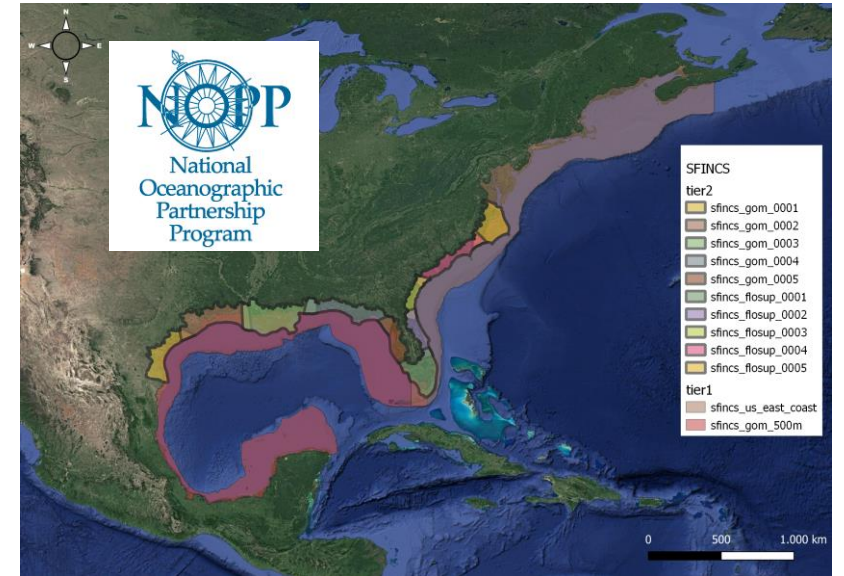 N
W
E
S
NOPP
National
Oceanographic
Partnership
Program
SFINCS
tier2
sfincs_gom_0001
sfincs_gom_0002
sfincs_gom_0003
sfincs_gom_0004
sfincs_gom_0005
sfincs_flosup_0001
sfincs_flosup_0002
sfincs_flosup_0003
sfincs_flosup_0004
sfincs_flosup_0005
tier1
sfincs_us_east_coast
sfincs_gom_500m
0 500 1.000 km